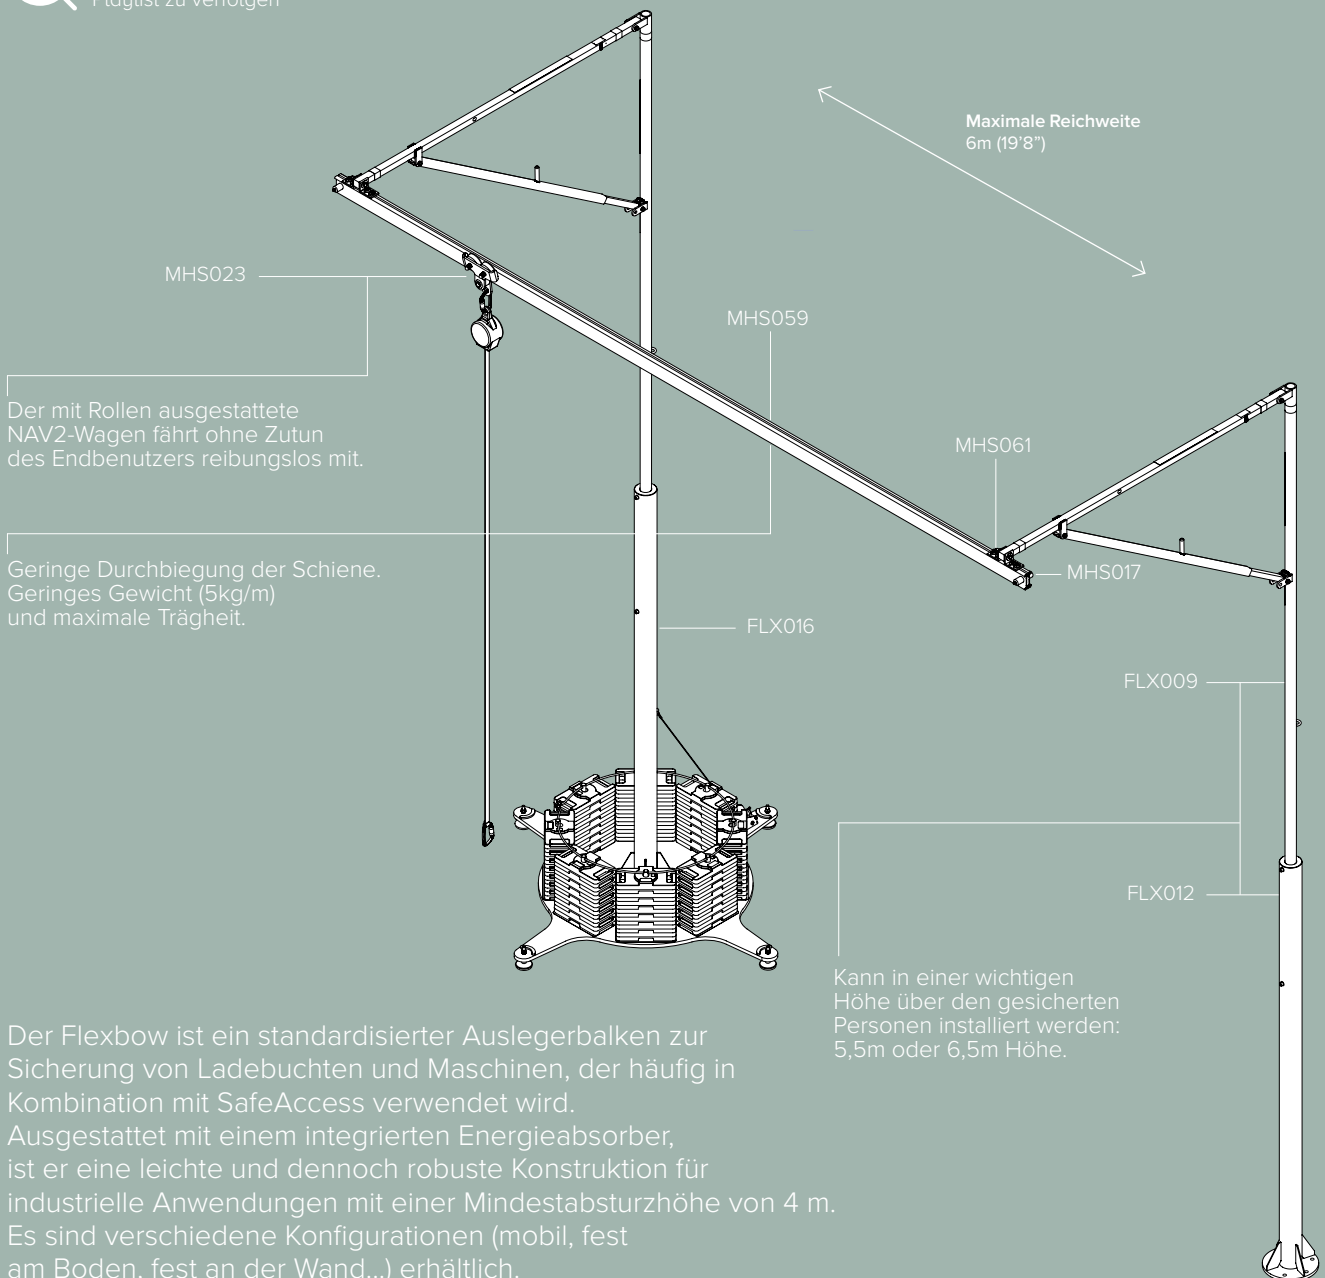 Playlist zu verfolgen
Maximale Reichweite
6m (19’8”)
MHS023
MHS059
Der mit Rollen ausgestattete
NAV2-Wagen fährt ohne Zutun
des Endbenutzers reibungslos mit.
MHS061
Geringe Durchbiegung der Schiene.
Geringes Gewicht (5kg/m)
und maximale Trägheit.
MHS017
FLX016
FLX009
FLX012
Kann in einer wichtigen
Höhe über den gesicherten
Personen installiert werden:
5,5m oder 6,5m Höhe.
Der Flexbow ist ein standardisierter Auslegerbalken zur
Sicherung von Ladebuchten und Maschinen, der häufig in
Kombination mit SafeAccess verwendet wird.
Ausgestattet mit einem integrierten Energieabsorber,
ist er eine leichte und dennoch robuste Konstruktion für
industrielle Anwendungen mit einer Mindestabsturzhöhe von 4 m.
Es sind verschiedene Konfigurationen (mobil, fest
am Boden, fest an der Wand...) erhältlich.